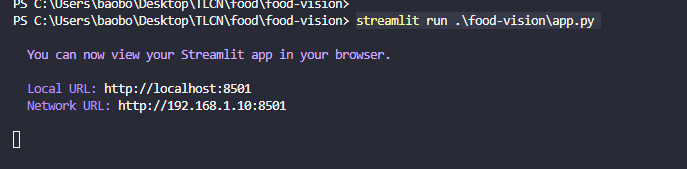 PS C:\Users\baobo\Desktop\TLCN\food\food-vision>
PS C:\Users\baobo\Desktop\TLCN\food\food-vision> streamlit run .\food-vision\app.py
You can now view your Streamlit app in your browser.
Local URL: http://localhost:8501
Network URL: http://192.168.1.10:8501